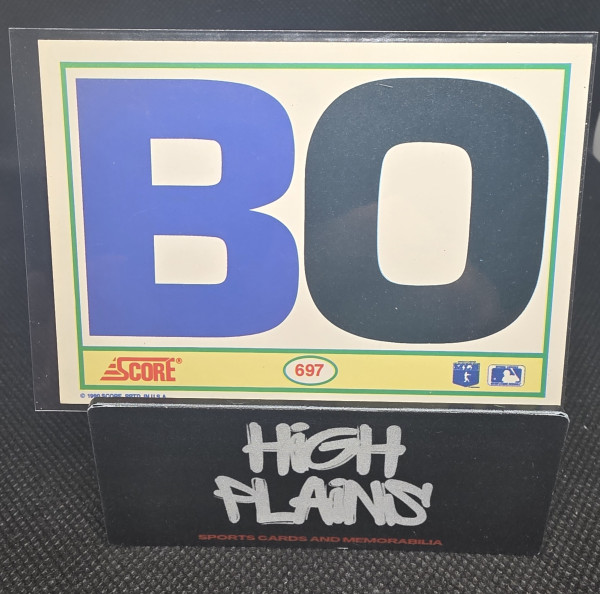 BO
SCORE®
697
© 1990 SCORE, PRTD. IN U.S.A.
HiGH
PLAiNS
SPORTS CARDS AND MEMORABILIA